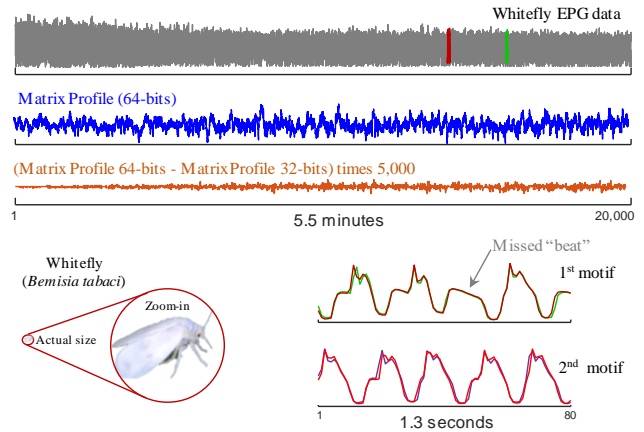 Whitefly EPG data
Matrix Profile (64-bits)
(Matrix Profile 64-bits - Matrix Profile 32-bits) times 5,000
1
5.5 minutes
20,000
Whitefly
(Bemisia tabaci)
Zoom-in
Actual size
Missed “beat”
1st motif
2nd motif
1
1.3 seconds
80